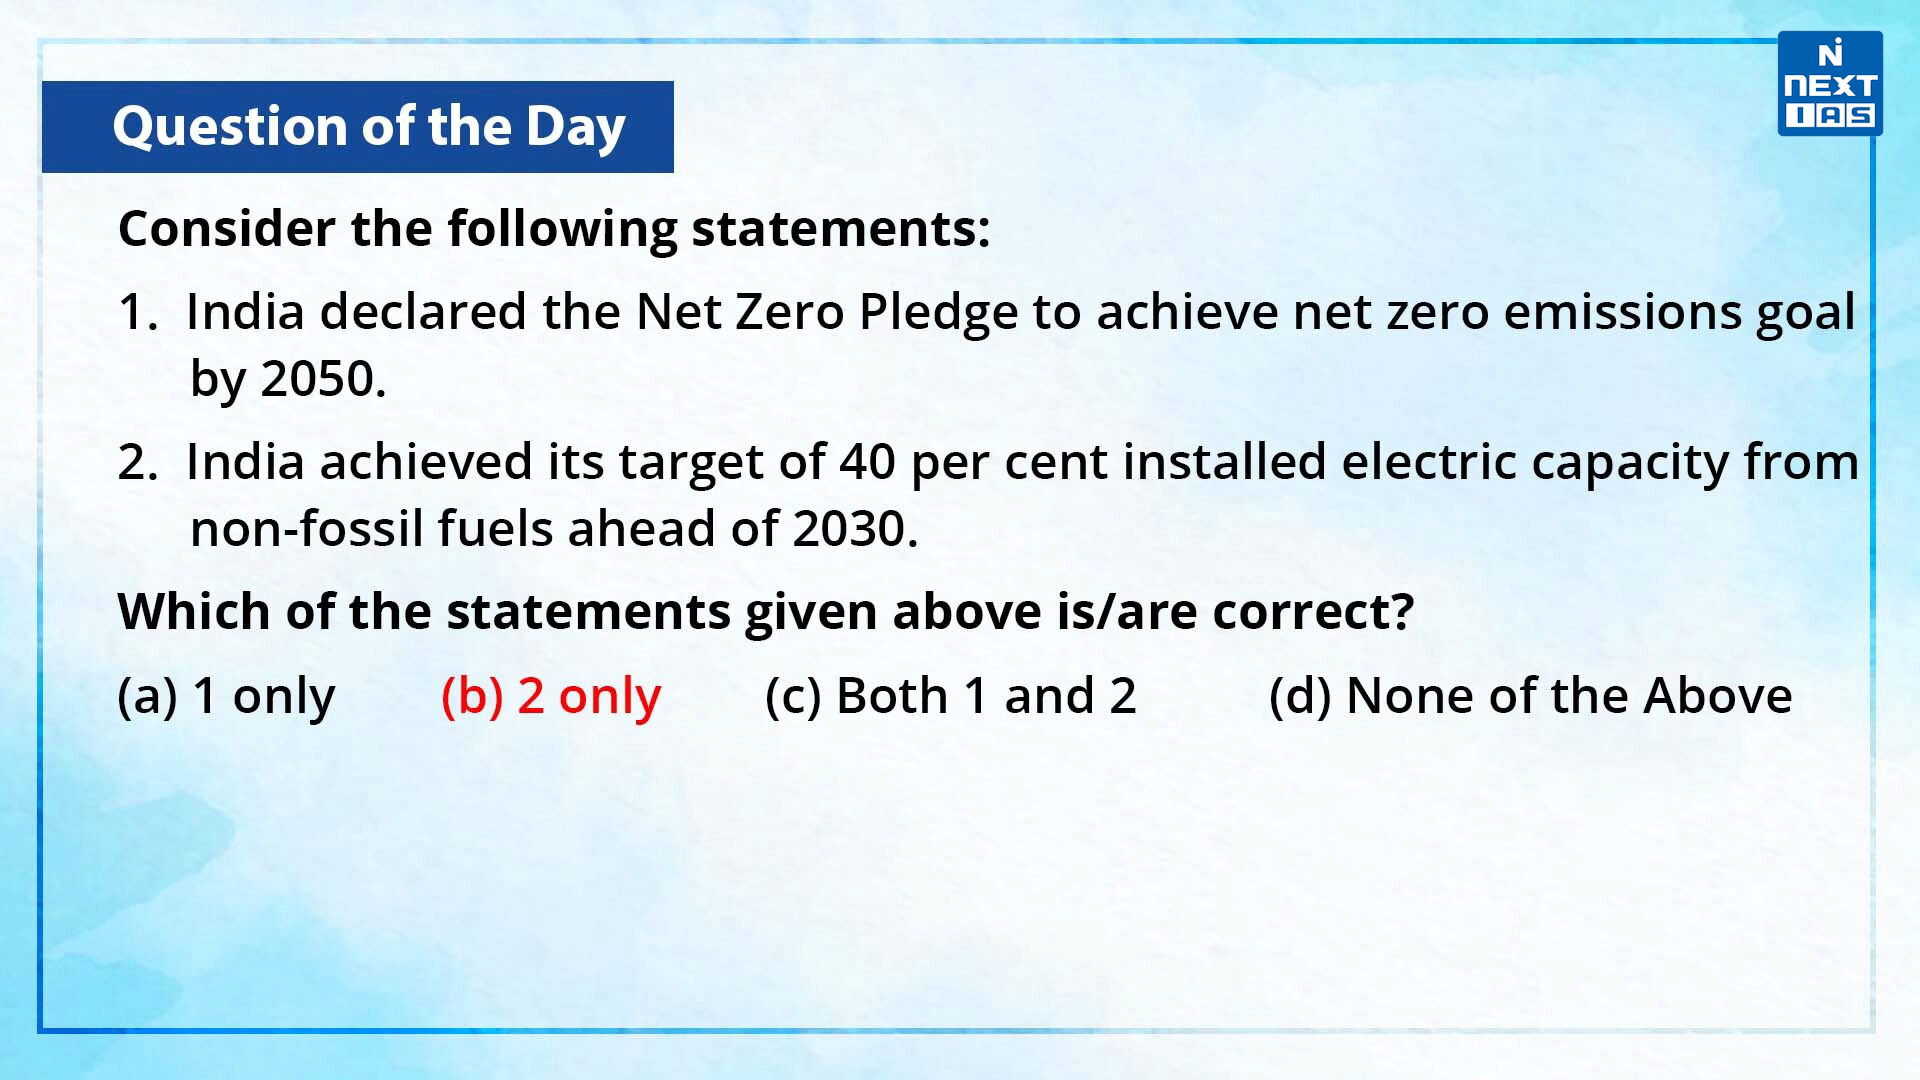 N
NEXT
IAS
Question of the Day
Consider the following statements:
1. India declared the Net Zero Pledge to achieve net zero emissions goal
by 2050.
2. India achieved its target of 40 per cent installed electric capacity from
non-fossil fuels ahead of 2030.
Which of the statements given above is/are correct?
(a) 1 only (b) 2 only (c) Both 1 and 2 (d) None of the Above